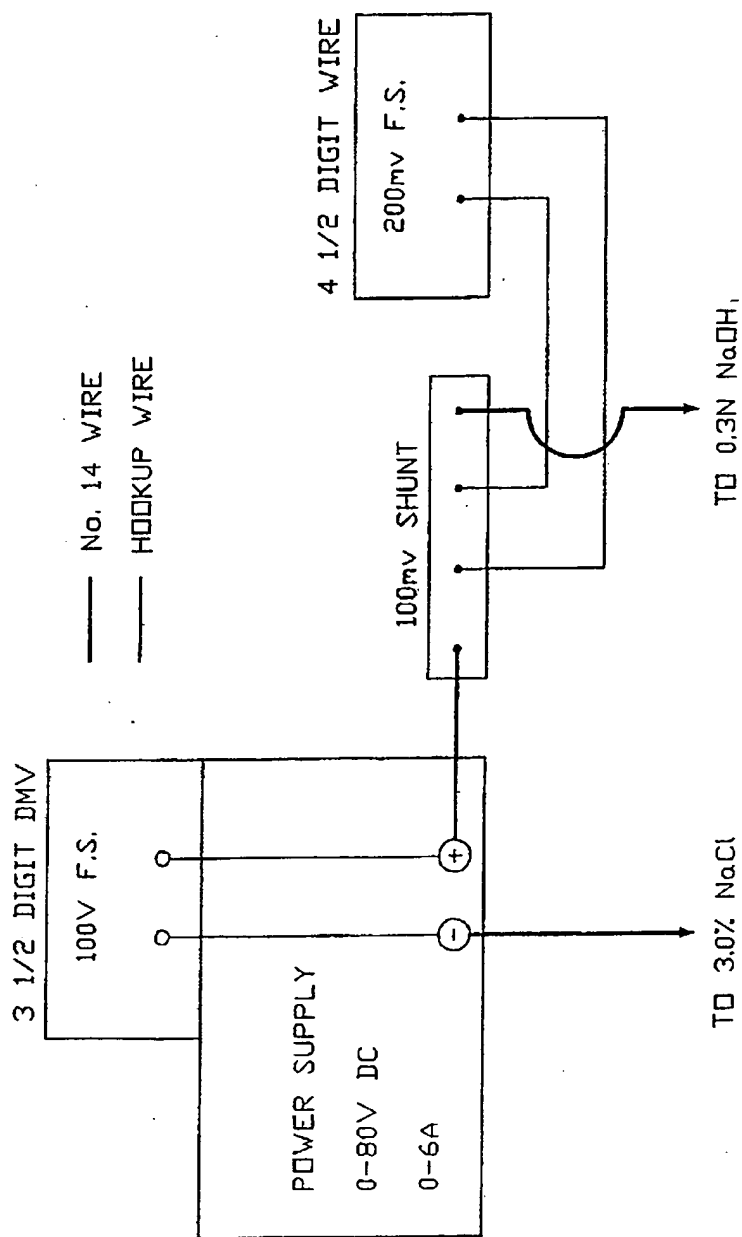 3 1/2 DIGIT DMV
100V F.S.
POWER SUPPLY
0-80V DC
0-6A
-
+
TO 3.0% NaCl
No. 14 WIRE
HOOKUP WIRE
100mv SHUNT
4 1/2 DIGIT WIRE
200mv F.S.
TO 0.3N NaOH,